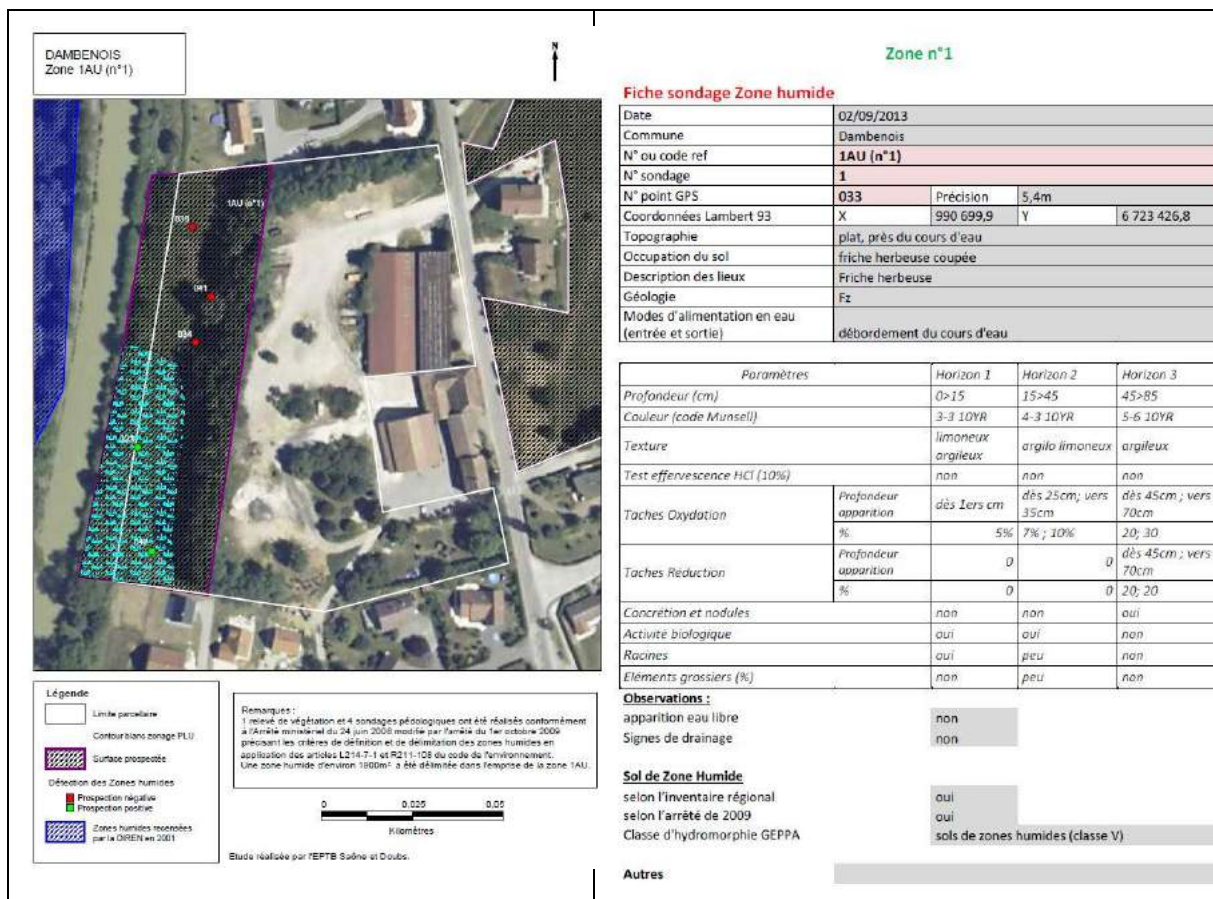 DAMBENOIS
Zone 1AU (n°1)
N
1AU (n°1)
041
034
Légende
Limite parcellaire
Contour blanc zonage PLU
Surface prospectée
Détection des Zones humides
Prospection négative
Prospection positive
Zones humides recensées
par la DIREN en 2001
Remarques :
1 relevé de végétation et 4 sondages pédologiques ont été réalisés conformément
à l'Arrêté ministériel du 24 juin 2008 modifié par l'arrêté du 1er octobre 2009
précisant les critères de définition et de délimitation des zones humides en
application des articles L214-7-1 et R211-108 du code de l'environnement.
Une zone humide d'environ 1900m² a été délimitée dans l'emprise de la zone 1AU.
0 0,025 0,05
Kilomètres
Etude réalisée par l'EPTB Saône et Doubs.
Zone n°1
Fiche sondage Zone humide
Date 02/09/2013
Commune Dambenois
N° ou code ref 1AU (n°1)
N° sondage 1
N° point GPS 033 Précision 5,4m
Coordonnées Lambert 93 X 990 699,9 Y 6 723 426,8
Topographie plat, près du cours d'eau
Occupation du sol friche herbeuse coupée
Description des lieux Friche herbeuse
Géologie Fz
Modes d'alimentation en eau
(entrée et sortie) débordement du cours d'eau
Paramètres Horizon 1 Horizon 2 Horizon 3
Profondeur (cm) 0>15 15>45 45>85
Couleur (code Munsell) 3-3 10YR 4-3 10YR 5-6 10YR
Texture limoneux argileux argilo limoneux argileux
Test effervescence HCl (10%) non non non
Taches Oxydation Profondeur apparition dès 1ers cm dès 25cm; vers 35cm dès 45cm ; vers 70cm
% 5% 7% ; 10% 20; 30
Taches Réduction Profondeur apparition 0 0 dès 45cm ; vers 70cm
% 0 0 20; 20
Concrétion et nodules non non oui
Activité biologique oui oui non
Racines oui peu non
Eléments grossiers (%) non peu non
Observations :
apparition eau libre non
Signes de drainage non
Sol de Zone Humide
selon l'inventaire régional oui
selon l'arrêté de 2009 oui
Classe d'hydromorphie GEPPA sols de zones humides (classe V)
Autres